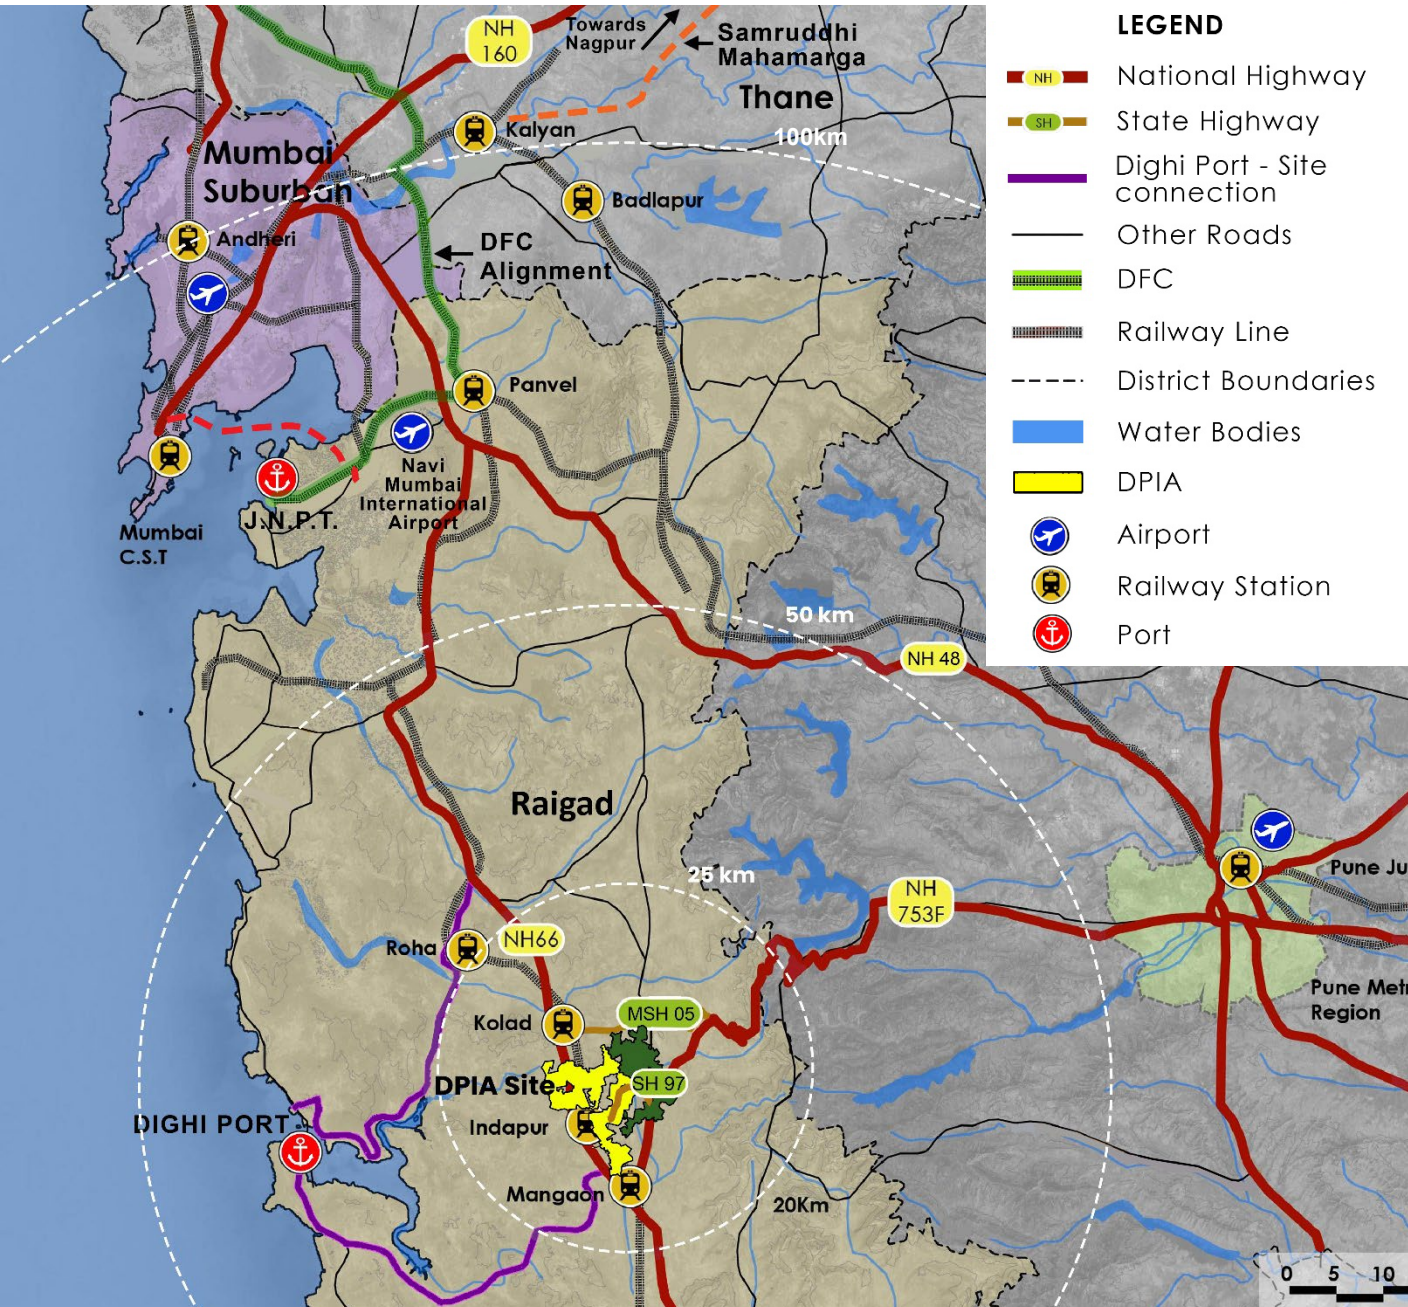 NH
160
Towards
Nagpur
Samruddhi
Mahamarga
Thane
100km
Kalyan
Mumbai
Suburban
Badlapur
Andheri
DFC
Alignment
Panvel
Navi
Mumbai
International
Airport
J.N.P.T.
Mumbai
C.S.T
50 km
NH 48
Raigad
25 km
NH
753F
Pune Ju
Roha
NH66
Pune Met
Region
Kolad
MSH 05
DPIA Site
SH 97
DIGHI PORT
Indapur
Mangaon
20Km
0 5 10
LEGEND
NH National Highway
SH State Highway
Dighi Port - Site
connection
Other Roads
DFC
Railway Line
District Boundaries
Water Bodies
DPIA
Airport
Railway Station
Port